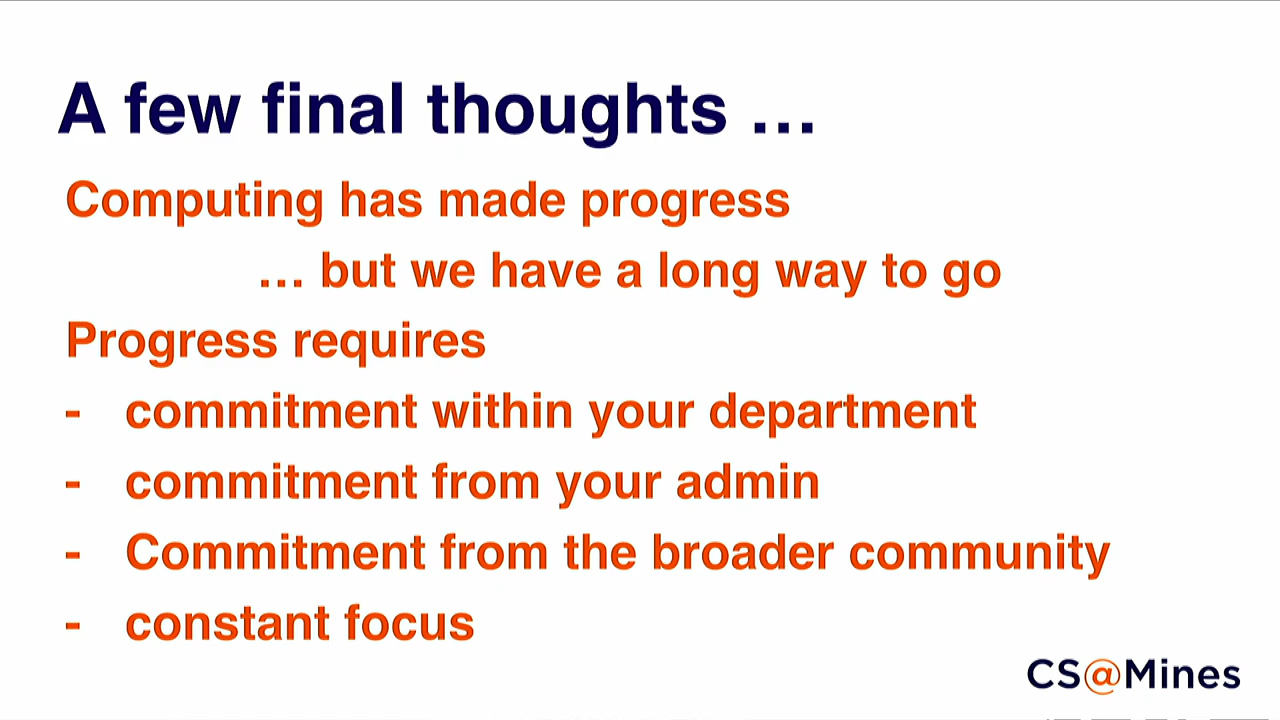 A few final thoughts ...
Computing has made progress
... but we have a long way to go
Progress requires
- commitment within your department
- commitment from your admin
- Commitment from the broader community
- constant focus
CS@Mines